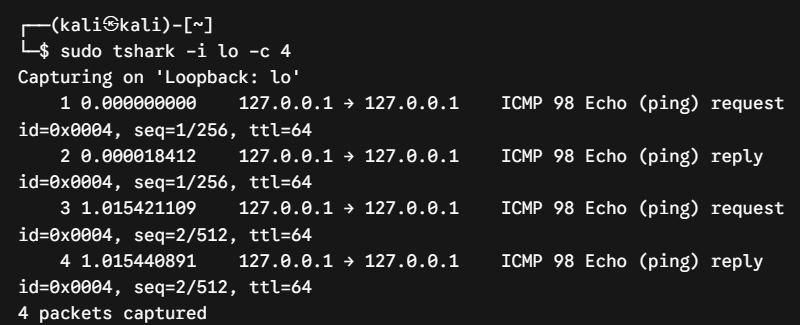 ┌──(kali㉿kali)-[~]
└─$ sudo tshark -i lo -c 4
Capturing on 'Loopback: lo'
    1 0.000000000    127.0.0.1 → 127.0.0.1    ICMP 98 Echo (ping) request
id=0x0004, seq=1/256, ttl=64
    2 0.000018412    127.0.0.1 → 127.0.0.1    ICMP 98 Echo (ping) reply
id=0x0004, seq=1/256, ttl=64
    3 1.015421109    127.0.0.1 → 127.0.0.1    ICMP 98 Echo (ping) request
id=0x0004, seq=2/512, ttl=64
    4 1.015440891    127.0.0.1 → 127.0.0.1    ICMP 98 Echo (ping) reply
id=0x0004, seq=2/512, ttl=64
4 packets captured